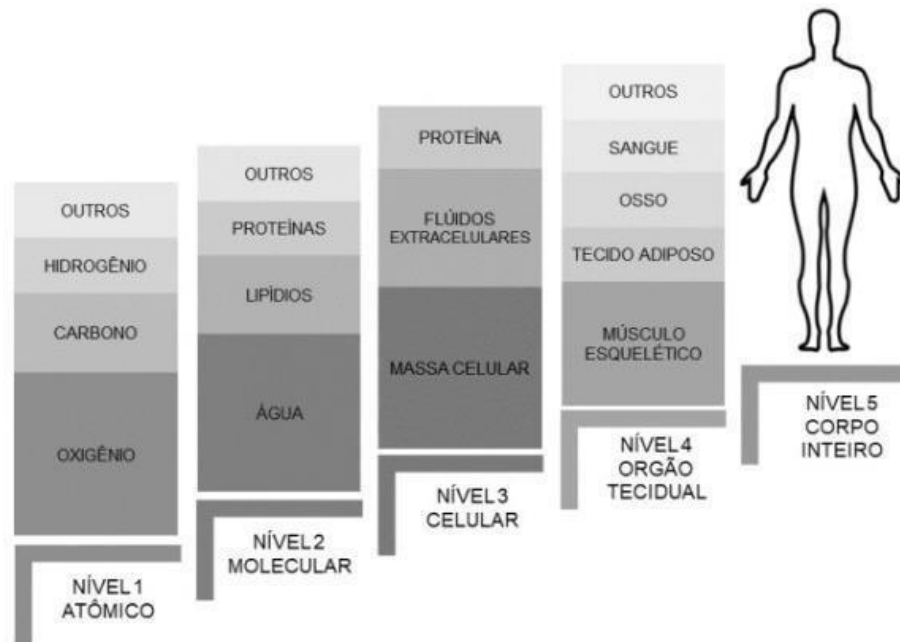 OUTROS
HIDROGÊNIO
CARBONO
OXIGÊNIO
NÍVEL 1
ATÔMICO
OUTROS
PROTEÍNAS
LIPÍDIOS
ÁGUA
NÍVEL 2
MOLECULAR
PROTEÍNA
FLÚIDOS
EXTRACELULARES
MASSA CELULAR
NÍVEL 3
CELULAR
OUTROS
SANGUE
OSSO
TECIDO ADIPOSO
MÚSCULO
ESQUELÉTICO
NÍVEL 4
ORGÃO
TECIDUAL
NÍVEL 5
CORPO
INTEIRO